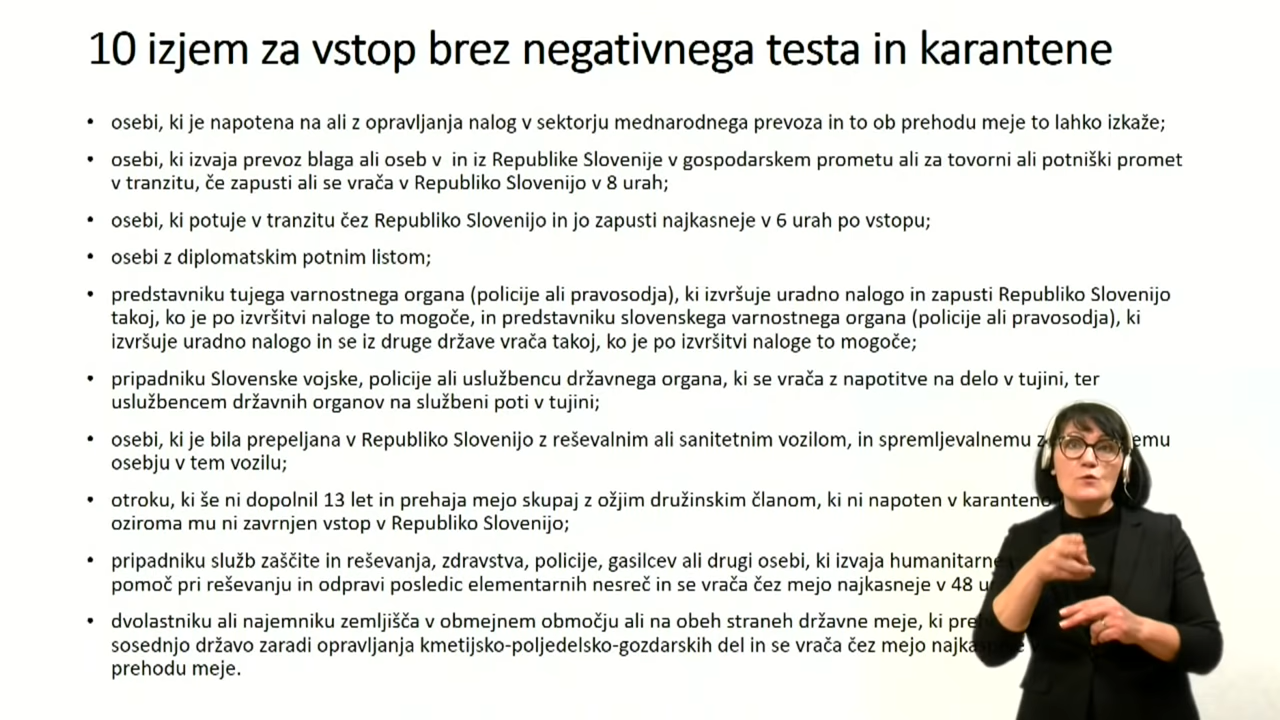 10 izjem za vstop brez negativnega testa in karantene
• osebi, ki je napotena na ali z opravljanja nalog v sektorju mednarodnega prevoza in to ob prehodu meje to lahko izkaže;
• osebi, ki izvaja prevoz blaga ali oseb v in iz Republike Slovenije v gospodarskem prometu ali za tovorni ali potniški promet
v tranzitu, če zapusti ali se vrača v Republiko Slovenijo v 8 urah;
• osebi, ki potuje v tranzitu čez Republiko Slovenijo in jo zapusti najkasneje v 6 urah po vstopu;
• osebi z diplomatskim potnim listom;
• predstavniku tujega varnostnega organa (policije ali pravosodja), ki izvršuje uradno nalogo in zapusti Republiko Slovenijo
takoj, ko je po izvršitvi naloge to mogoče, in predstavniku slovenskega varnostnega organa (policije ali pravosodja), ki
izvršuje uradno nalogo in se iz druge države vrača takoj, ko je po izvršitvi naloge to mogoče;
• pripadniku Slovenske vojske, policije ali uslužbencu državnega organa, ki se vrača z napotitve na delo v tujini, ter
uslužbencem državnih organov na službeni poti v tujini;
• osebi, ki je bila prepeljana v Republiko Slovenijo z reševalnim ali sanitetnim vozilom, in spremljevalnemu
osebju v tem vozilu;
• otroku, ki še ni dopolnil 13 let in prehaja mejo skupaj z ožjim družinskim članom, ki ni napoten v karanteno
oziroma mu ni zavrnjen vstop v Republiko Slovenijo;
• pripadniku služb zaščite in reševanja, zdravstva, policije, gasilcev ali drugi osebi, ki izvaja humanitarne
pomoč pri reševanju in odpravi posledic elementarnih nesreč in se vrača čez mejo najkasneje v 48
• dvolastniku ali najemniku zemljišča v obmejnem območju ali na obeh straneh državne meje, ki
sosednjo državo zaradi opravljanja kmetijsko-poljedelsko-gozdarskih del in se vrača čez mejo
prehodu meje.